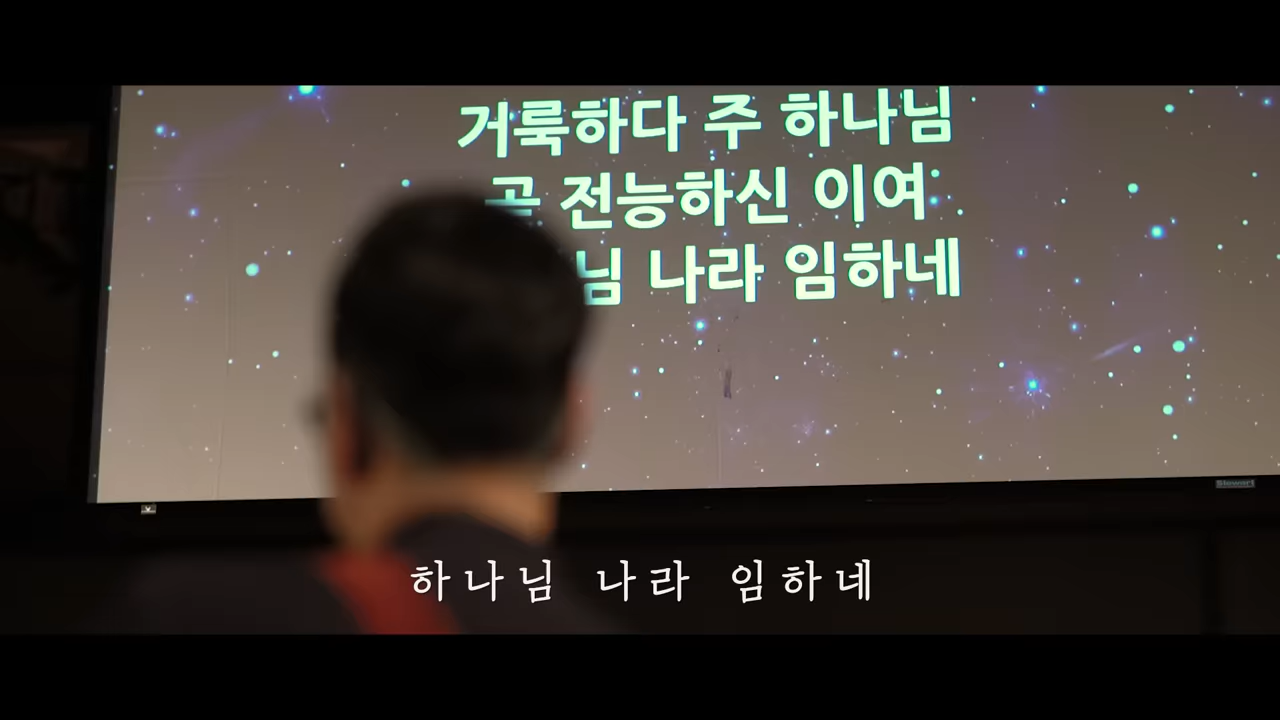 거룩하다 주 하나님
곧 전능하신 이여
님 나라 임하네
Stewart
하나님 나라 임하네